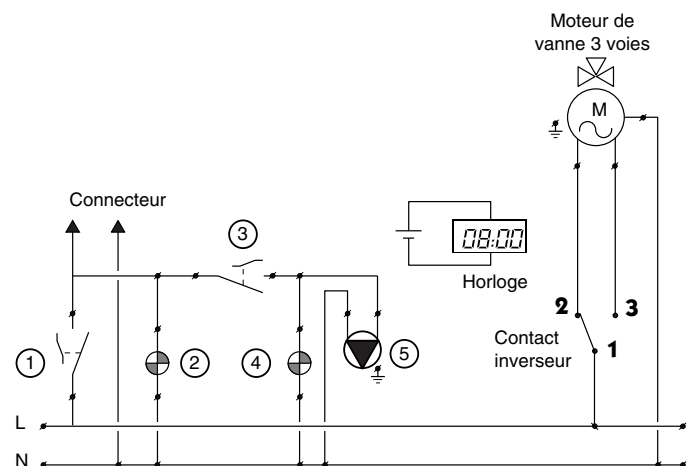 Moteur de
vanne 3 voies
M
Connecteur
3
08:00
Horloge
2
3
Contact
inverseur
1
1
2
4
5
L
N